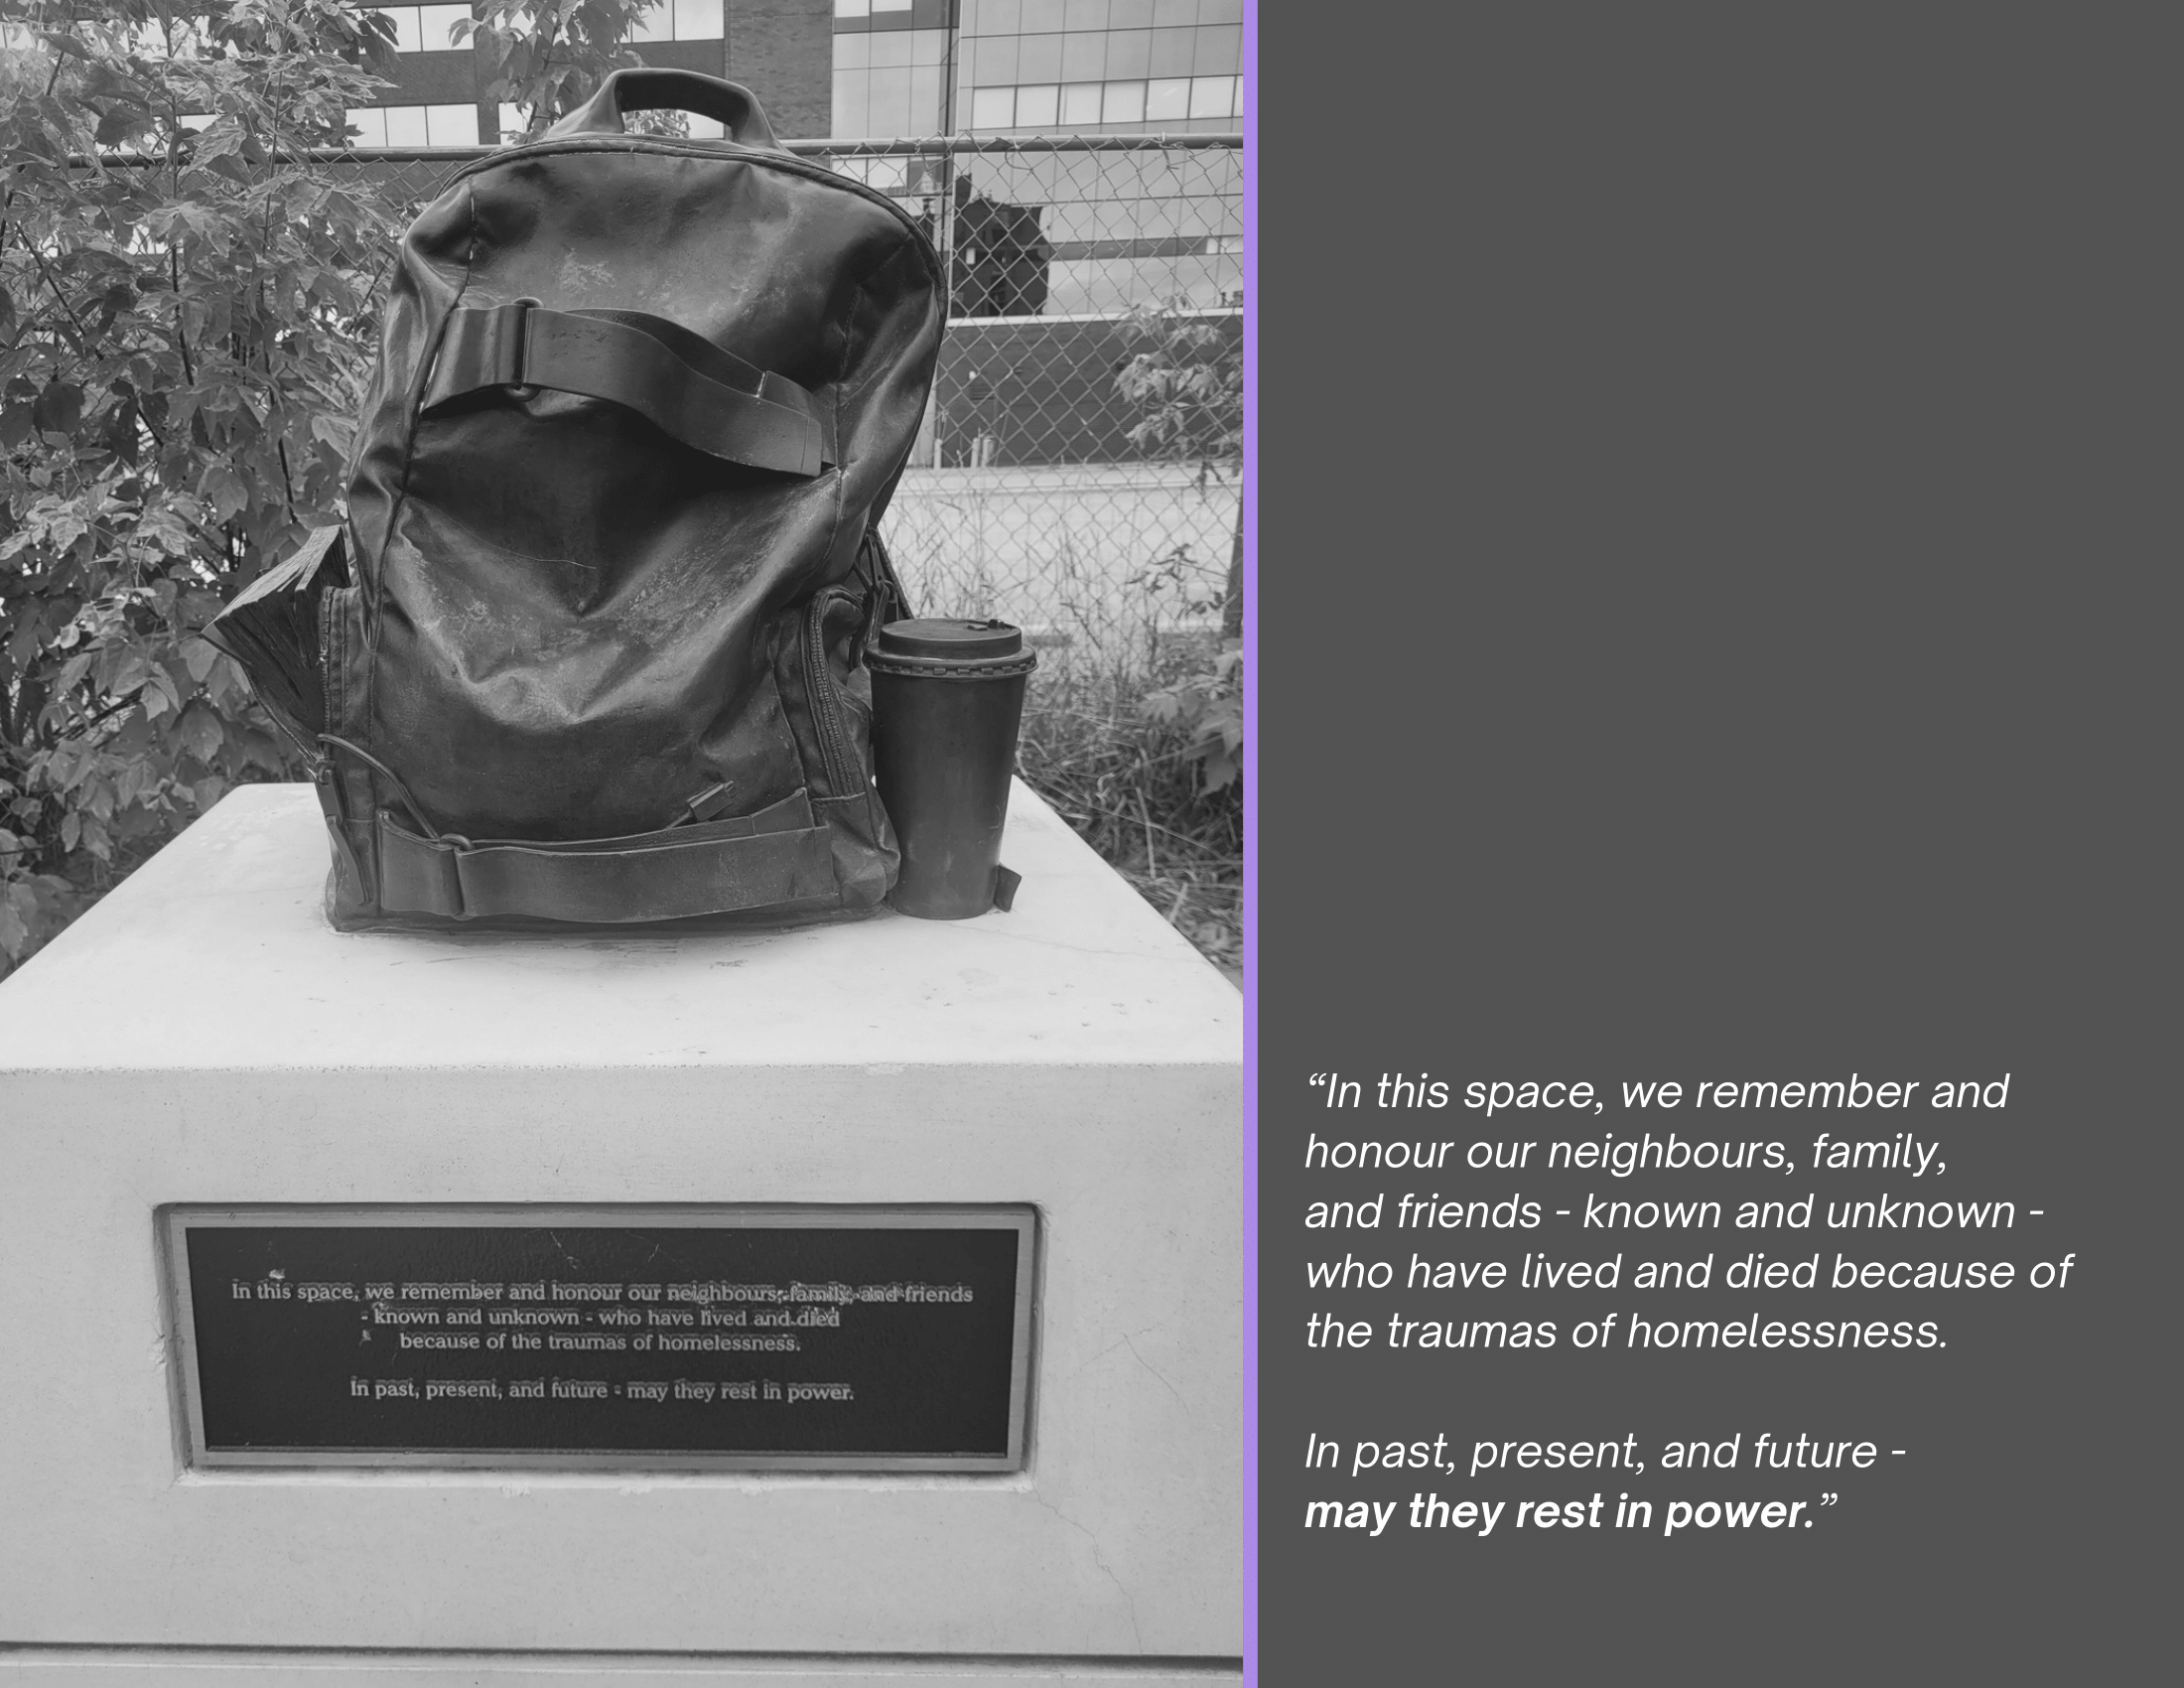 In this space, we remember and honour our neighbours, family, and friends
- known and unknown - who have lived and died
because of the traumas of homelessness.
In past, present, and future - may they rest in power.
“In this space, we remember and
honour our neighbours, family,
and friends - known and unknown -
who have lived and died because of
the traumas of homelessness.
In past, present, and future -
may they rest in power.”